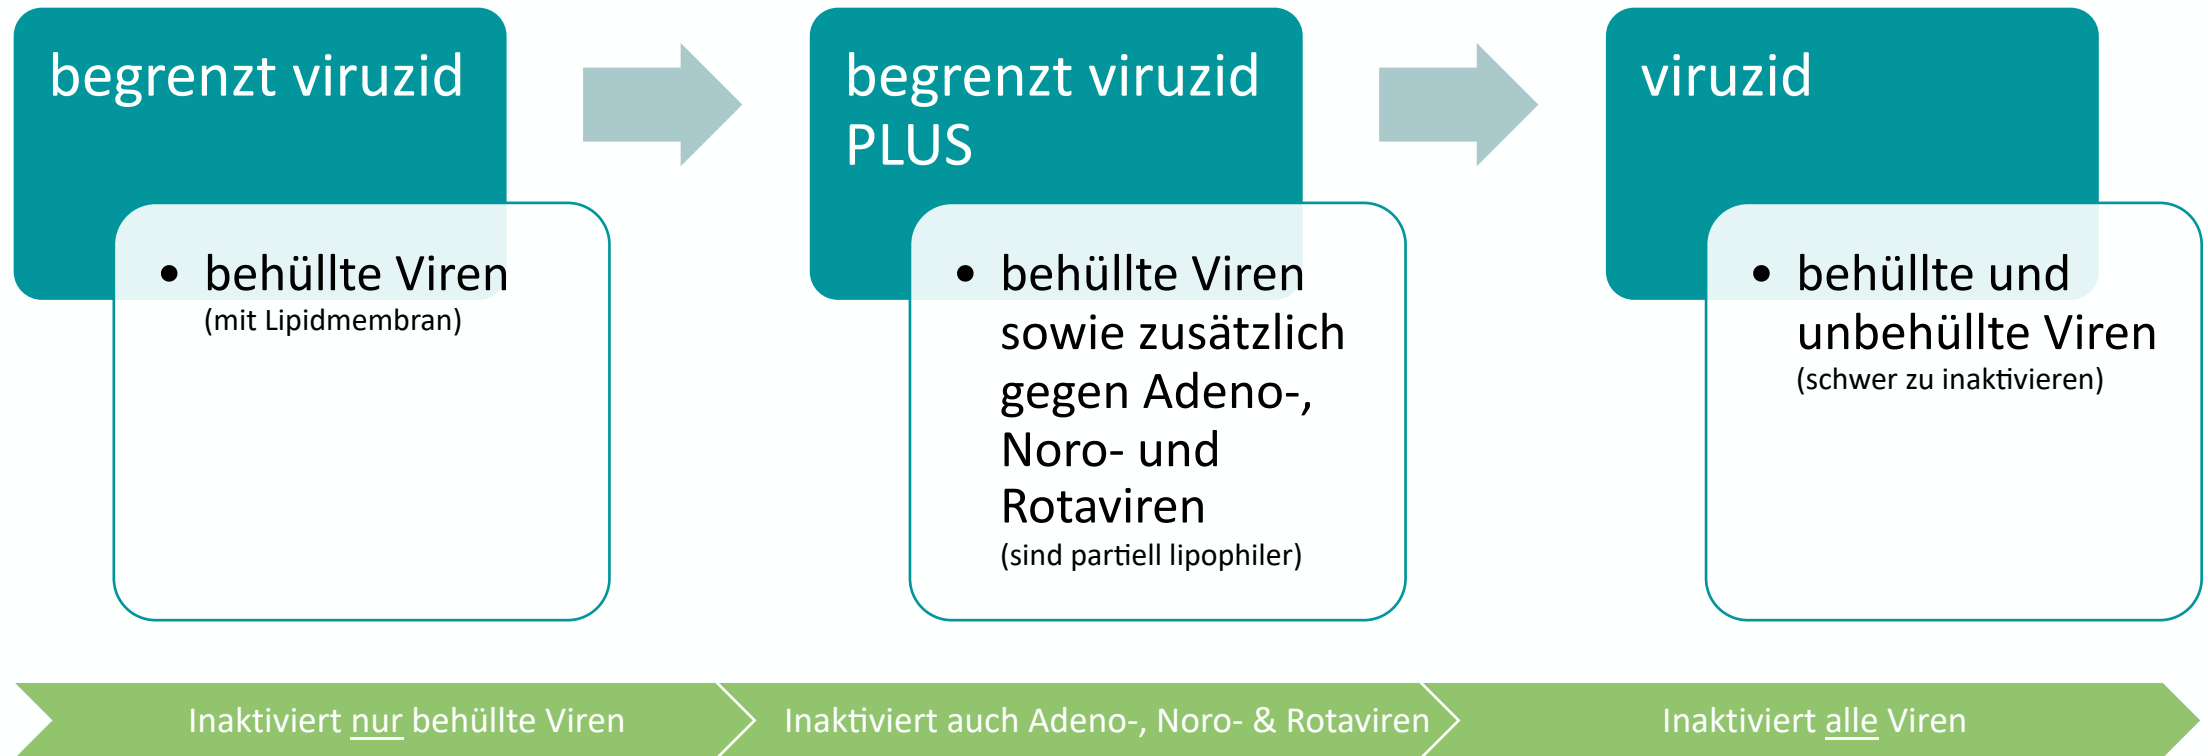 begrenzt viruzid
• behüllte Viren
(mit Lipidmembran)
begrenzt viruzid
PLUS
• behüllte Viren
sowie zusätzlich
gegen Adeno-,
Noro- und
Rotaviren
(sind partiell lipophiler)
viruzid
• behüllte und
unbehüllte Viren
(schwer zu inaktivieren)
Inaktiviert nur behüllte Viren
Inaktiviert auch Adeno-, Noro- & Rotaviren
Inaktiviert alle Viren